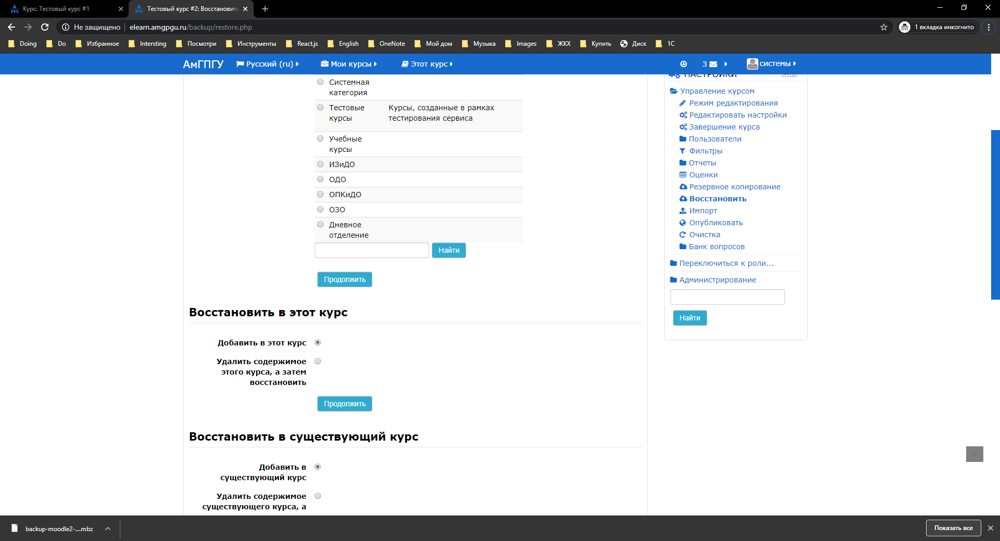 Курс: Тестовый курс #1
Тестовый курс #2: Восстановить
Не защищено
elearn.amgpgu.ru/backup/restore.php
1 вкладка инкогнито
Doing
Do
Избранное
Intersting
Посмотри
Инструменты
React.js
English
OneNote
Мой дом
Музыка
Images
ЖКХ
Купить
Диск
1С
АмГПГУ
Русский (ru)
Мои курсы
Этот курс
3
системы
Системная
категория
Тестовые
курсы
Курсы, созданные в рамках
тестирования сервиса
Учебные
курсы
ИЗиДО
ОДО
ОПКиДО
ОЗО
Дневное
отделение
Найти
Продолжить
Восстановить в этот курс
Добавить в этот курс
Удалить содержимое
этого курса, а затем
восстановить
Продолжить
Восстановить в существующий курс
Добавить в
существующий курс
Удалить содержимое
существующего курса, а
НАСТРОЙКИ
Управление курсом
Режим редактирования
Редактировать настройки
Завершение курса
Пользователи
Фильтры
Отчеты
Оценки
Резервное копирование
Восстановить
Импорт
Опубликовать
Очистка
Банк вопросов
Переключиться к роли...
Администрирование
Найти
backup-moodle2-....mbz
Показать все